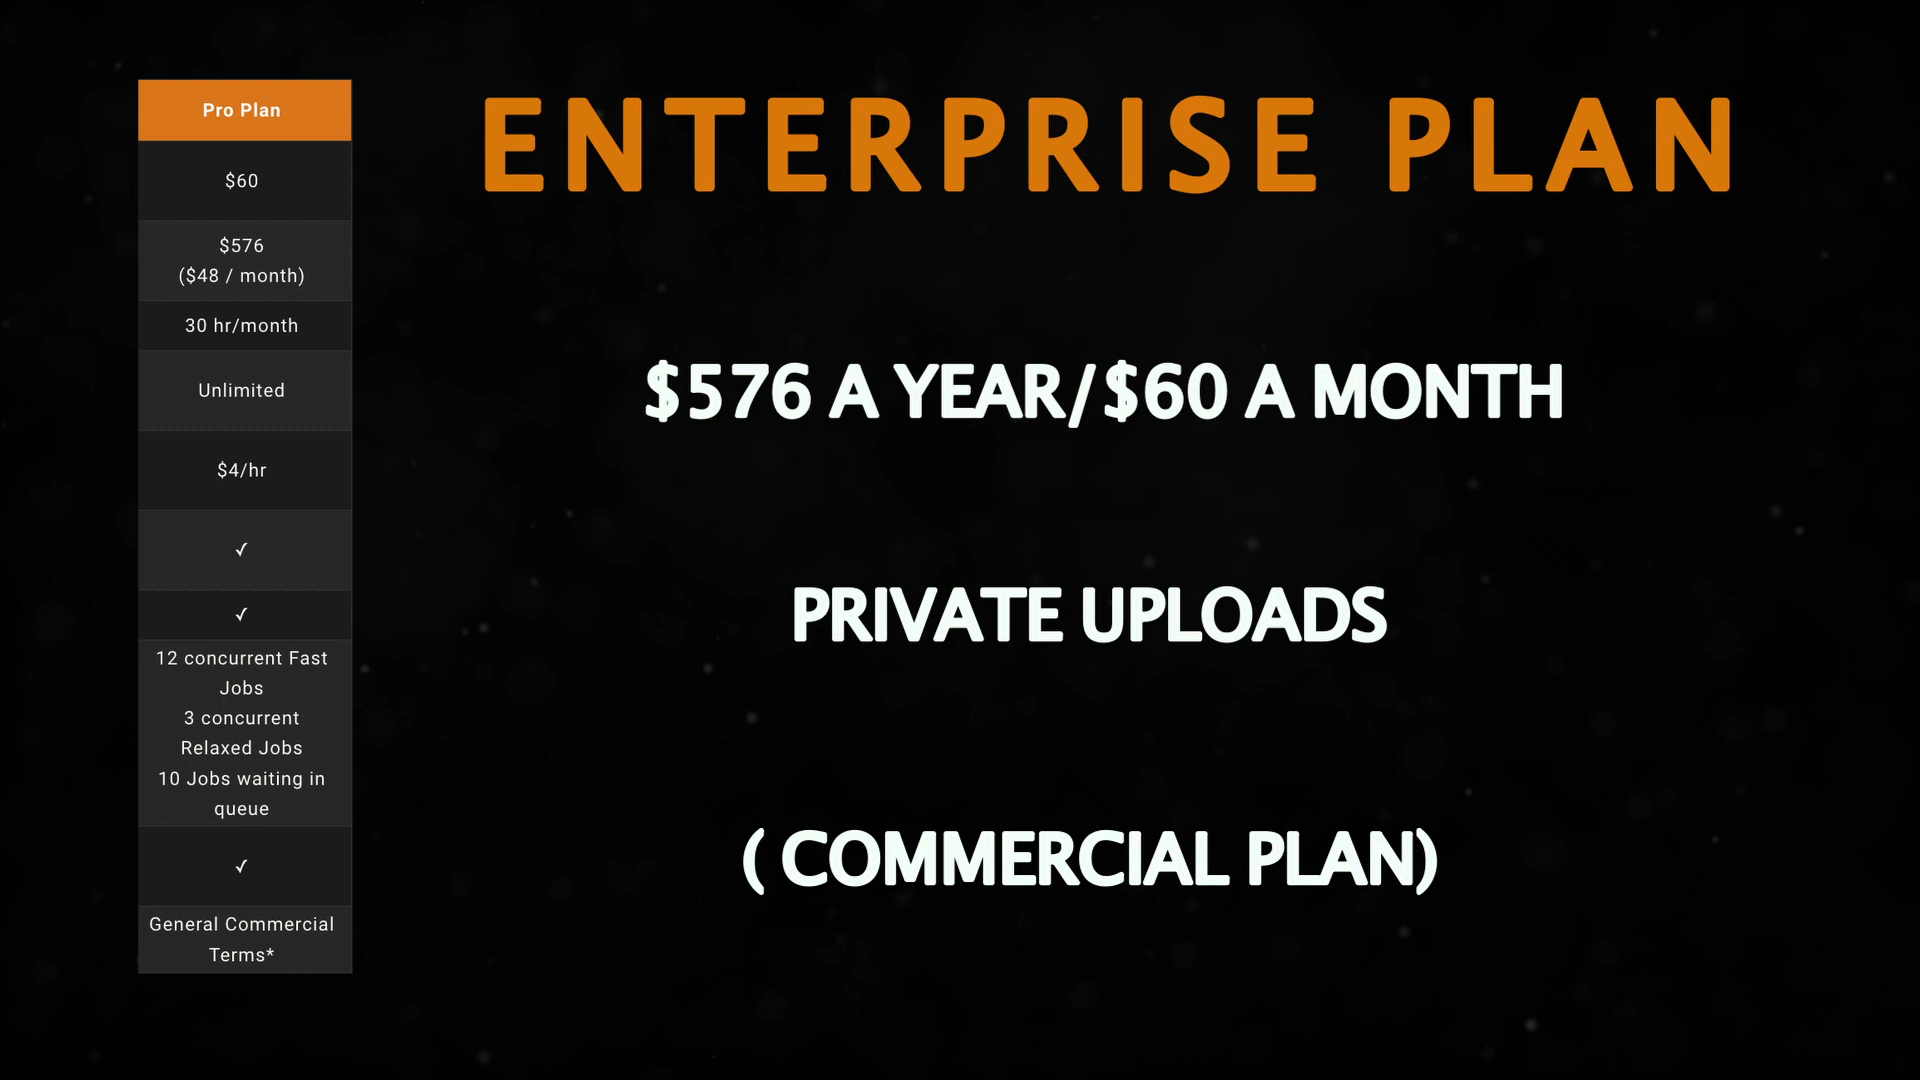 Pro Plan
$60
$576
($48 / month)
30 hr/month
Unlimited
$4/hr
✓
✓
12 concurrent Fast
Jobs
3 concurrent
Relaxed Jobs
10 Jobs waiting in
queue
✓
General Commercial
Terms*
ENTERPRISE PLAN
$576 A YEAR/$60 A MONTH
PRIVATE UPLOADS
( COMMERCIAL PLAN)